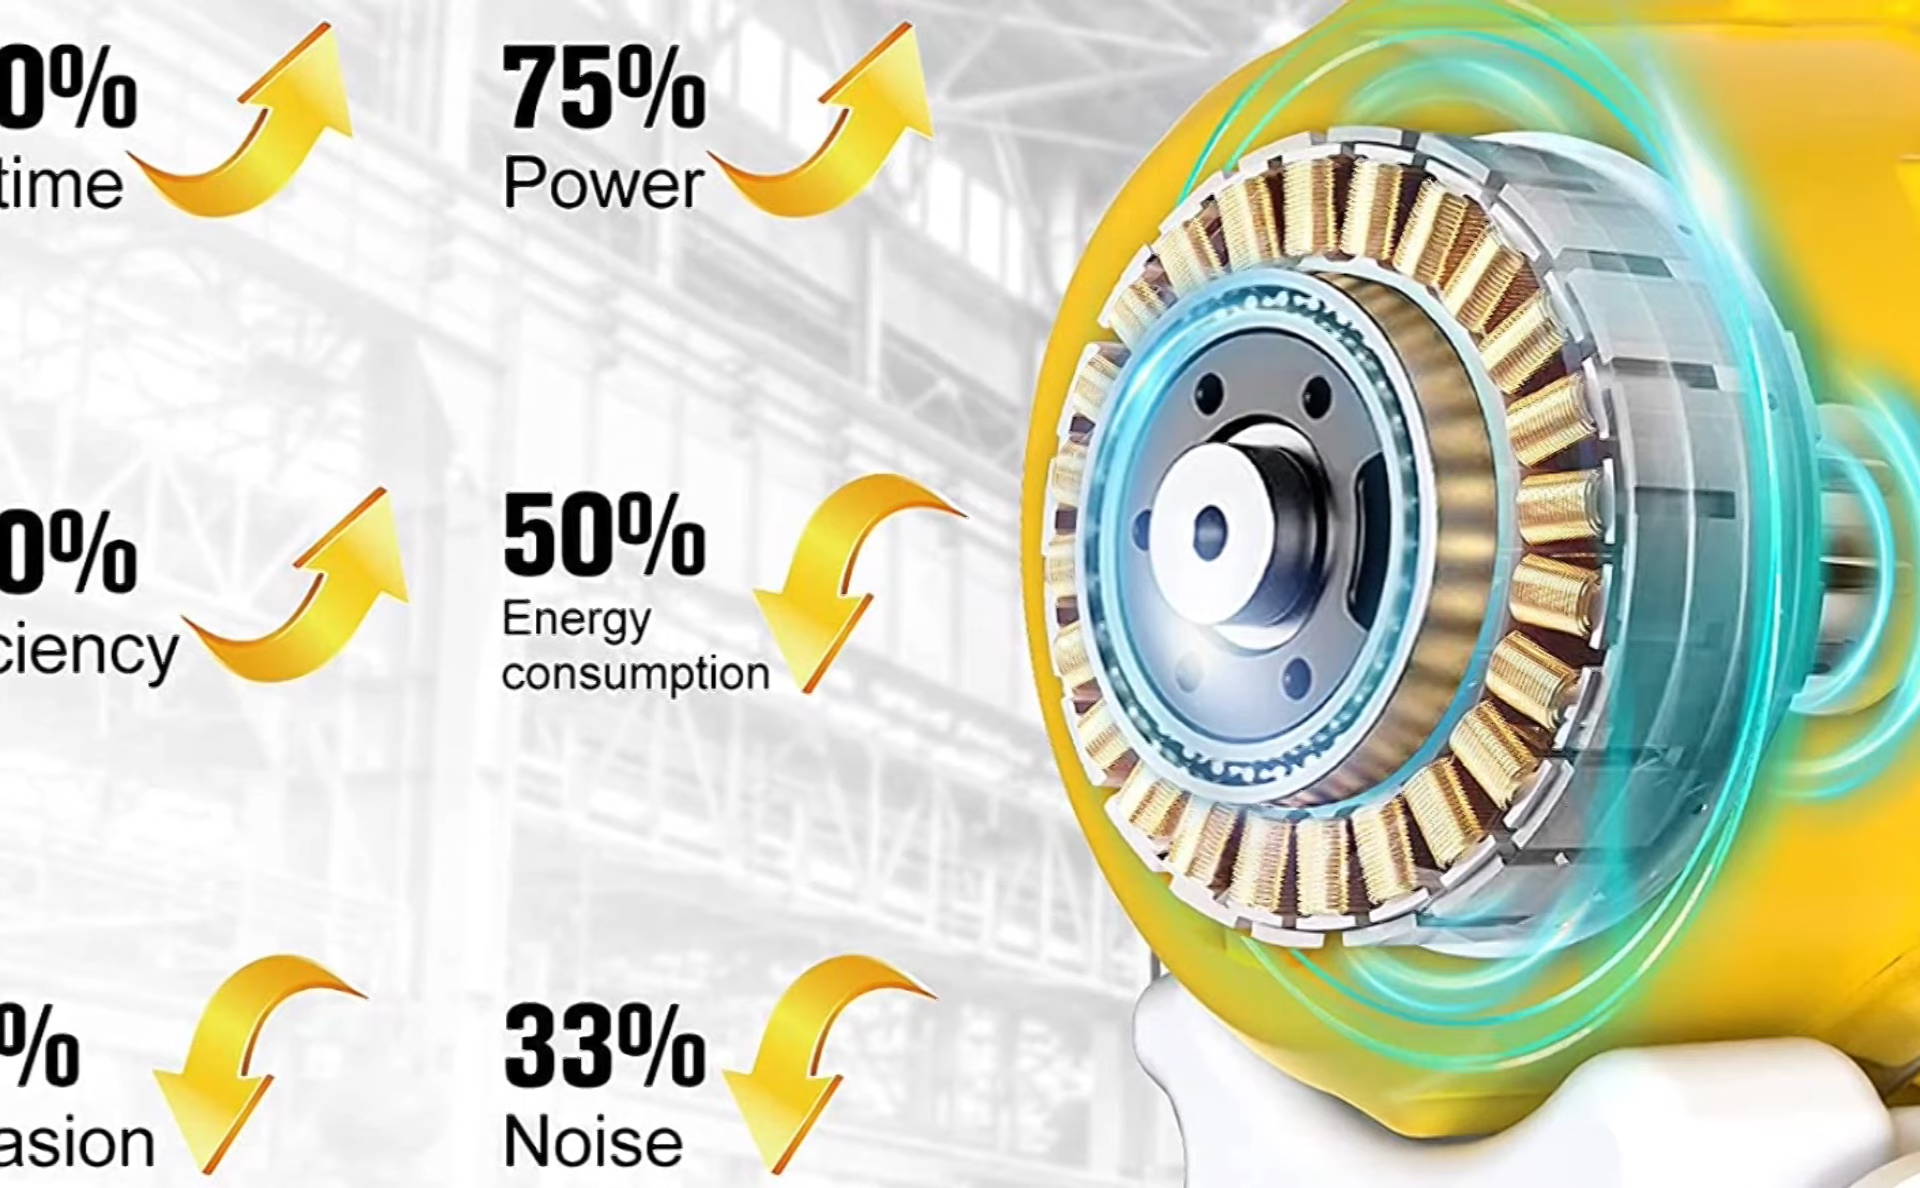 0%
time
75%
Power
0%
ciency
50%
Energy
consumption
%
asion
33%
Noise